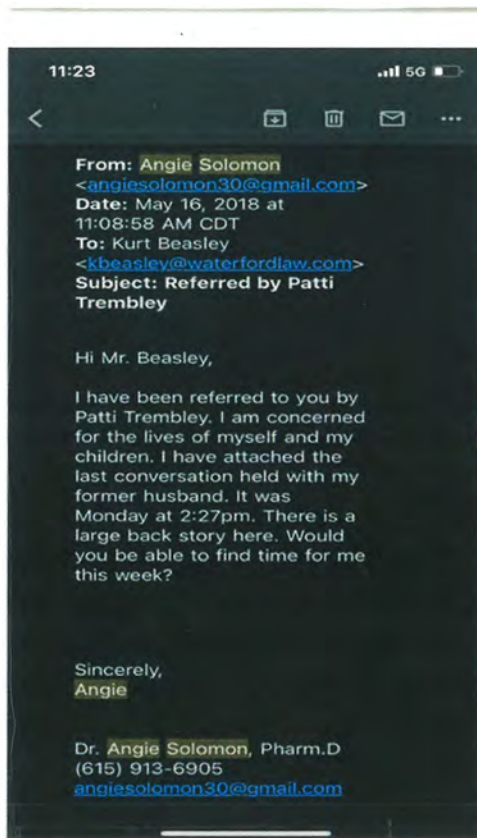 11:23
5G
From: Angie Solomon
<angiesolomon30@gmail.com>
Date: May 16, 2018 at
11:08:58 AM CDT
To: Kurt Beasley
<kbeasley@waterfordlaw.com>
Subject: Referred by Patti
Trembley
Hi Mr. Beasley,
I have been referred to you by
Patti Trembley. I am concerned
for the lives of myself and my
children. I have attached the
last conversation held with my
former husband. It was
Monday at 2:27pm. There is a
large back story here. Would
you be able to find time for me
this week?
Sincerely,
Angie
Dr. Angie Solomon, Pharm.D
(615) 913-6905
angiesolomon30@gmail.com